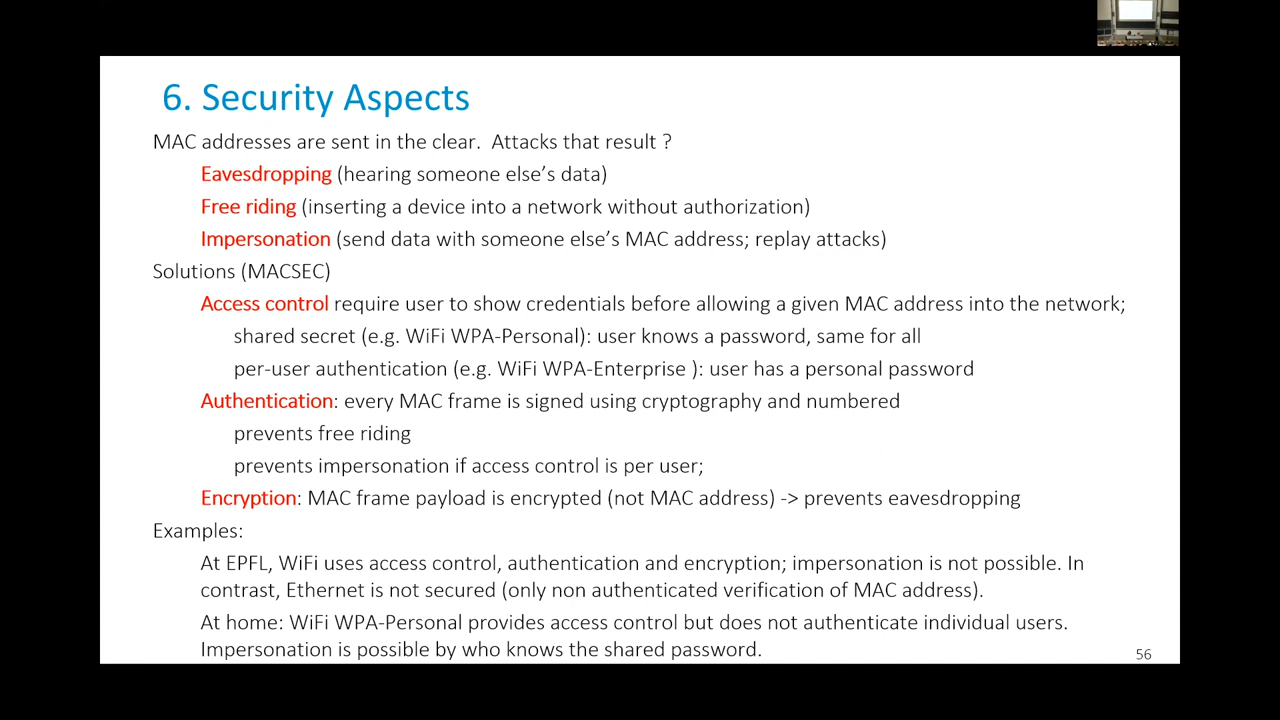 6. Security Aspects
MAC addresses are sent in the clear. Attacks that result ?
Eavesdropping (hearing someone else’s data)
Free riding (inserting a device into a network without authorization)
Impersonation (send data with someone else’s MAC address; replay attacks)
Solutions (MACSEC)
Access control require user to show credentials before allowing a given MAC address into the network;
shared secret (e.g. WiFi WPA-Personal): user knows a password, same for all
per-user authentication (e.g. WiFi WPA-Enterprise ): user has a personal password
Authentication: every MAC frame is signed using cryptography and numbered
prevents free riding
prevents impersonation if access control is per user;
Encryption: MAC frame payload is encrypted (not MAC address) -> prevents eavesdropping
Examples:
At EPFL, WiFi uses access control, authentication and encryption; impersonation is not possible. In
contrast, Ethernet is not secured (only non authenticated verification of MAC address).
At home: WiFi WPA-Personal provides access control but does not authenticate individual users.
Impersonation is possible by who knows the shared password.
56